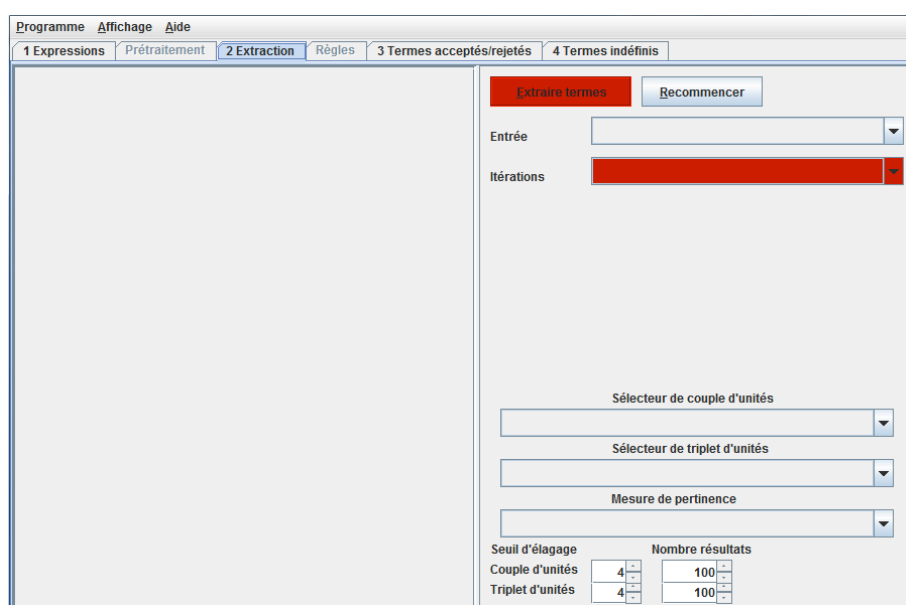 Programme Affichage Aide
1 Expressions Prétraitement 2 Extraction Règles 3 Termes acceptés/rejetés 4 Termes indéfinis
Extraire termes Recommencer
Entrée
Itérations
Sélecteur de couple d'unités
Sélecteur de triplet d'unités
Mesure de pertinence
Seuil d'élagage Nombre résultats
Couple d'unités 4 100
Triplet d'unités 4 100